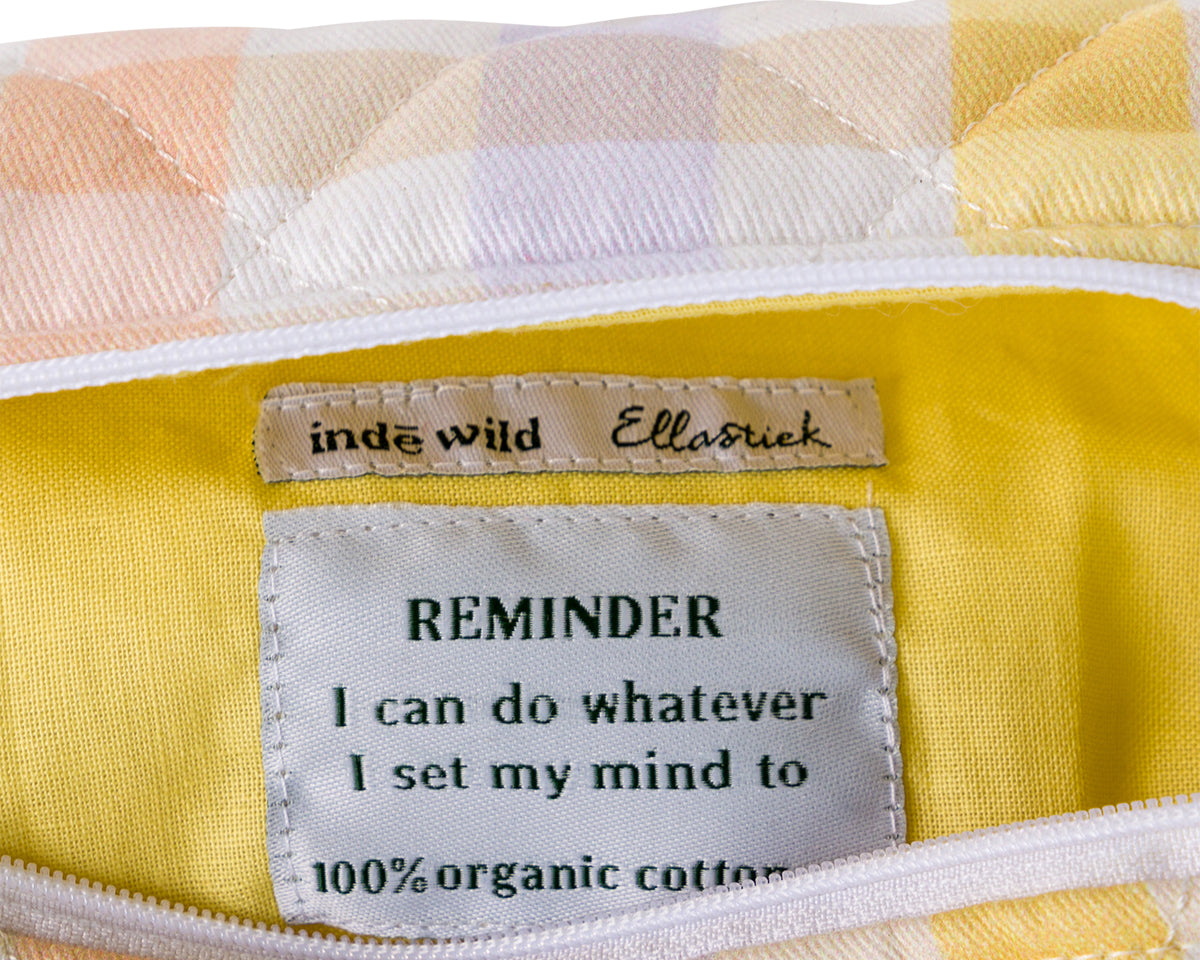 indē wild Ellastiek
REMINDER
I can do whatever
I set my mind to
100% organic cotton